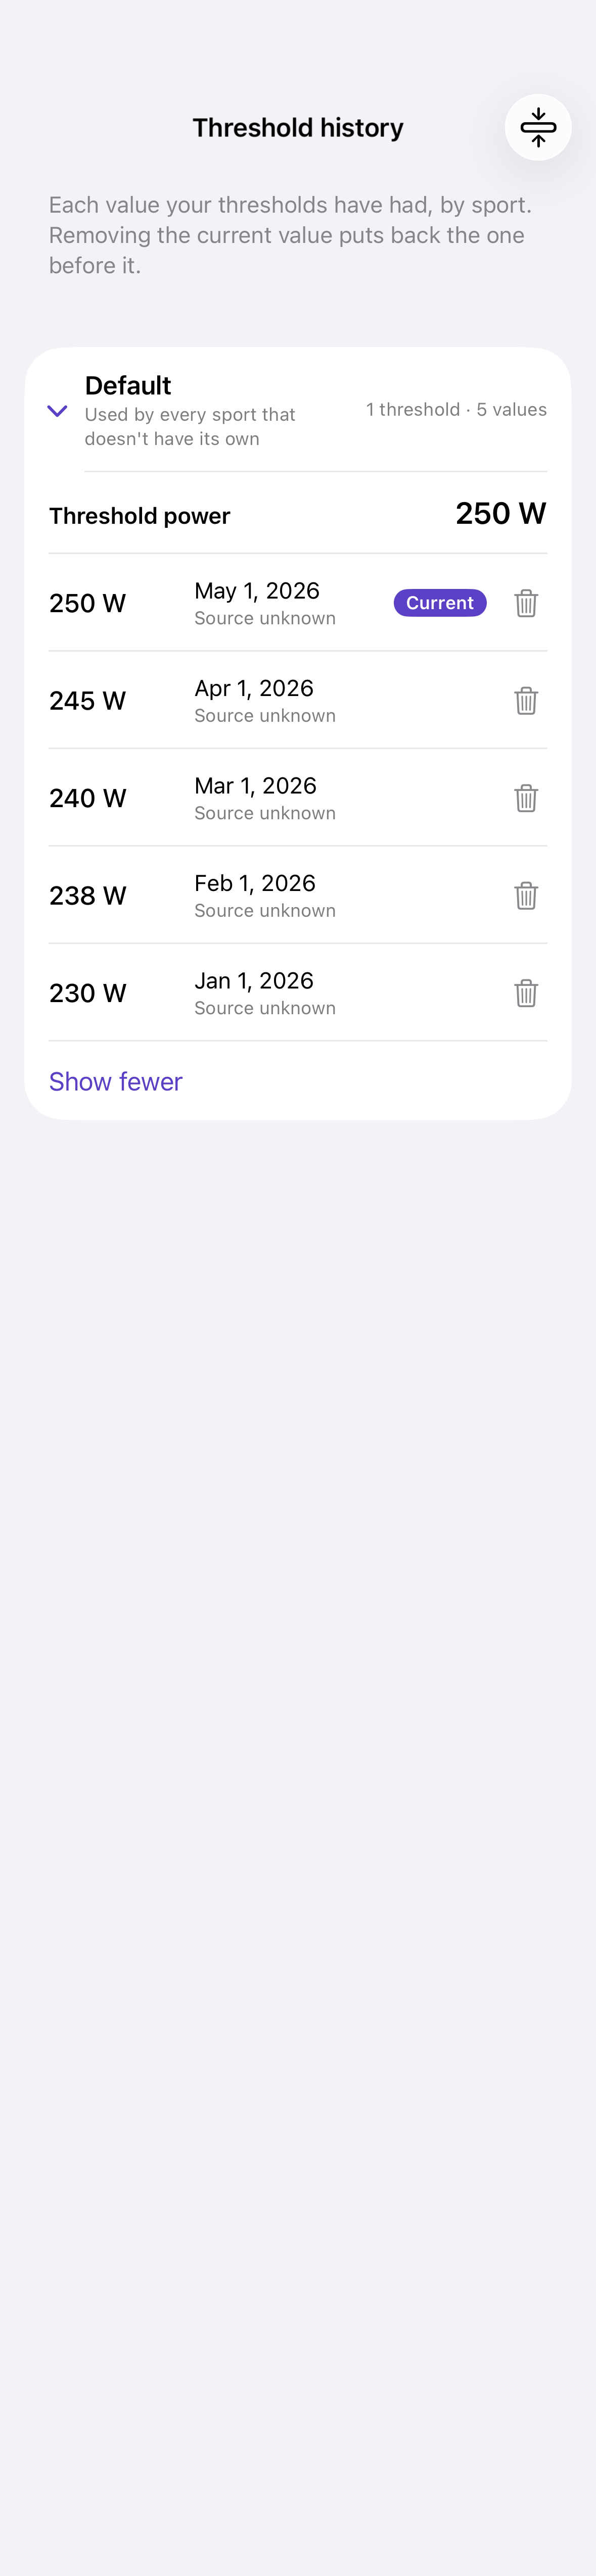 Threshold history
Each value your thresholds have had, by sport.
Removing the current value puts back the one
before it.
Default
Used by every sport that
doesn't have its own
1 threshold · 5 values
Threshold power
250 W
250 W
May 1, 2026
Source unknown
Current
245 W
Apr 1, 2026
Source unknown
240 W
Mar 1, 2026
Source unknown
238 W
Feb 1, 2026
Source unknown
230 W
Jan 1, 2026
Source unknown
Show fewer